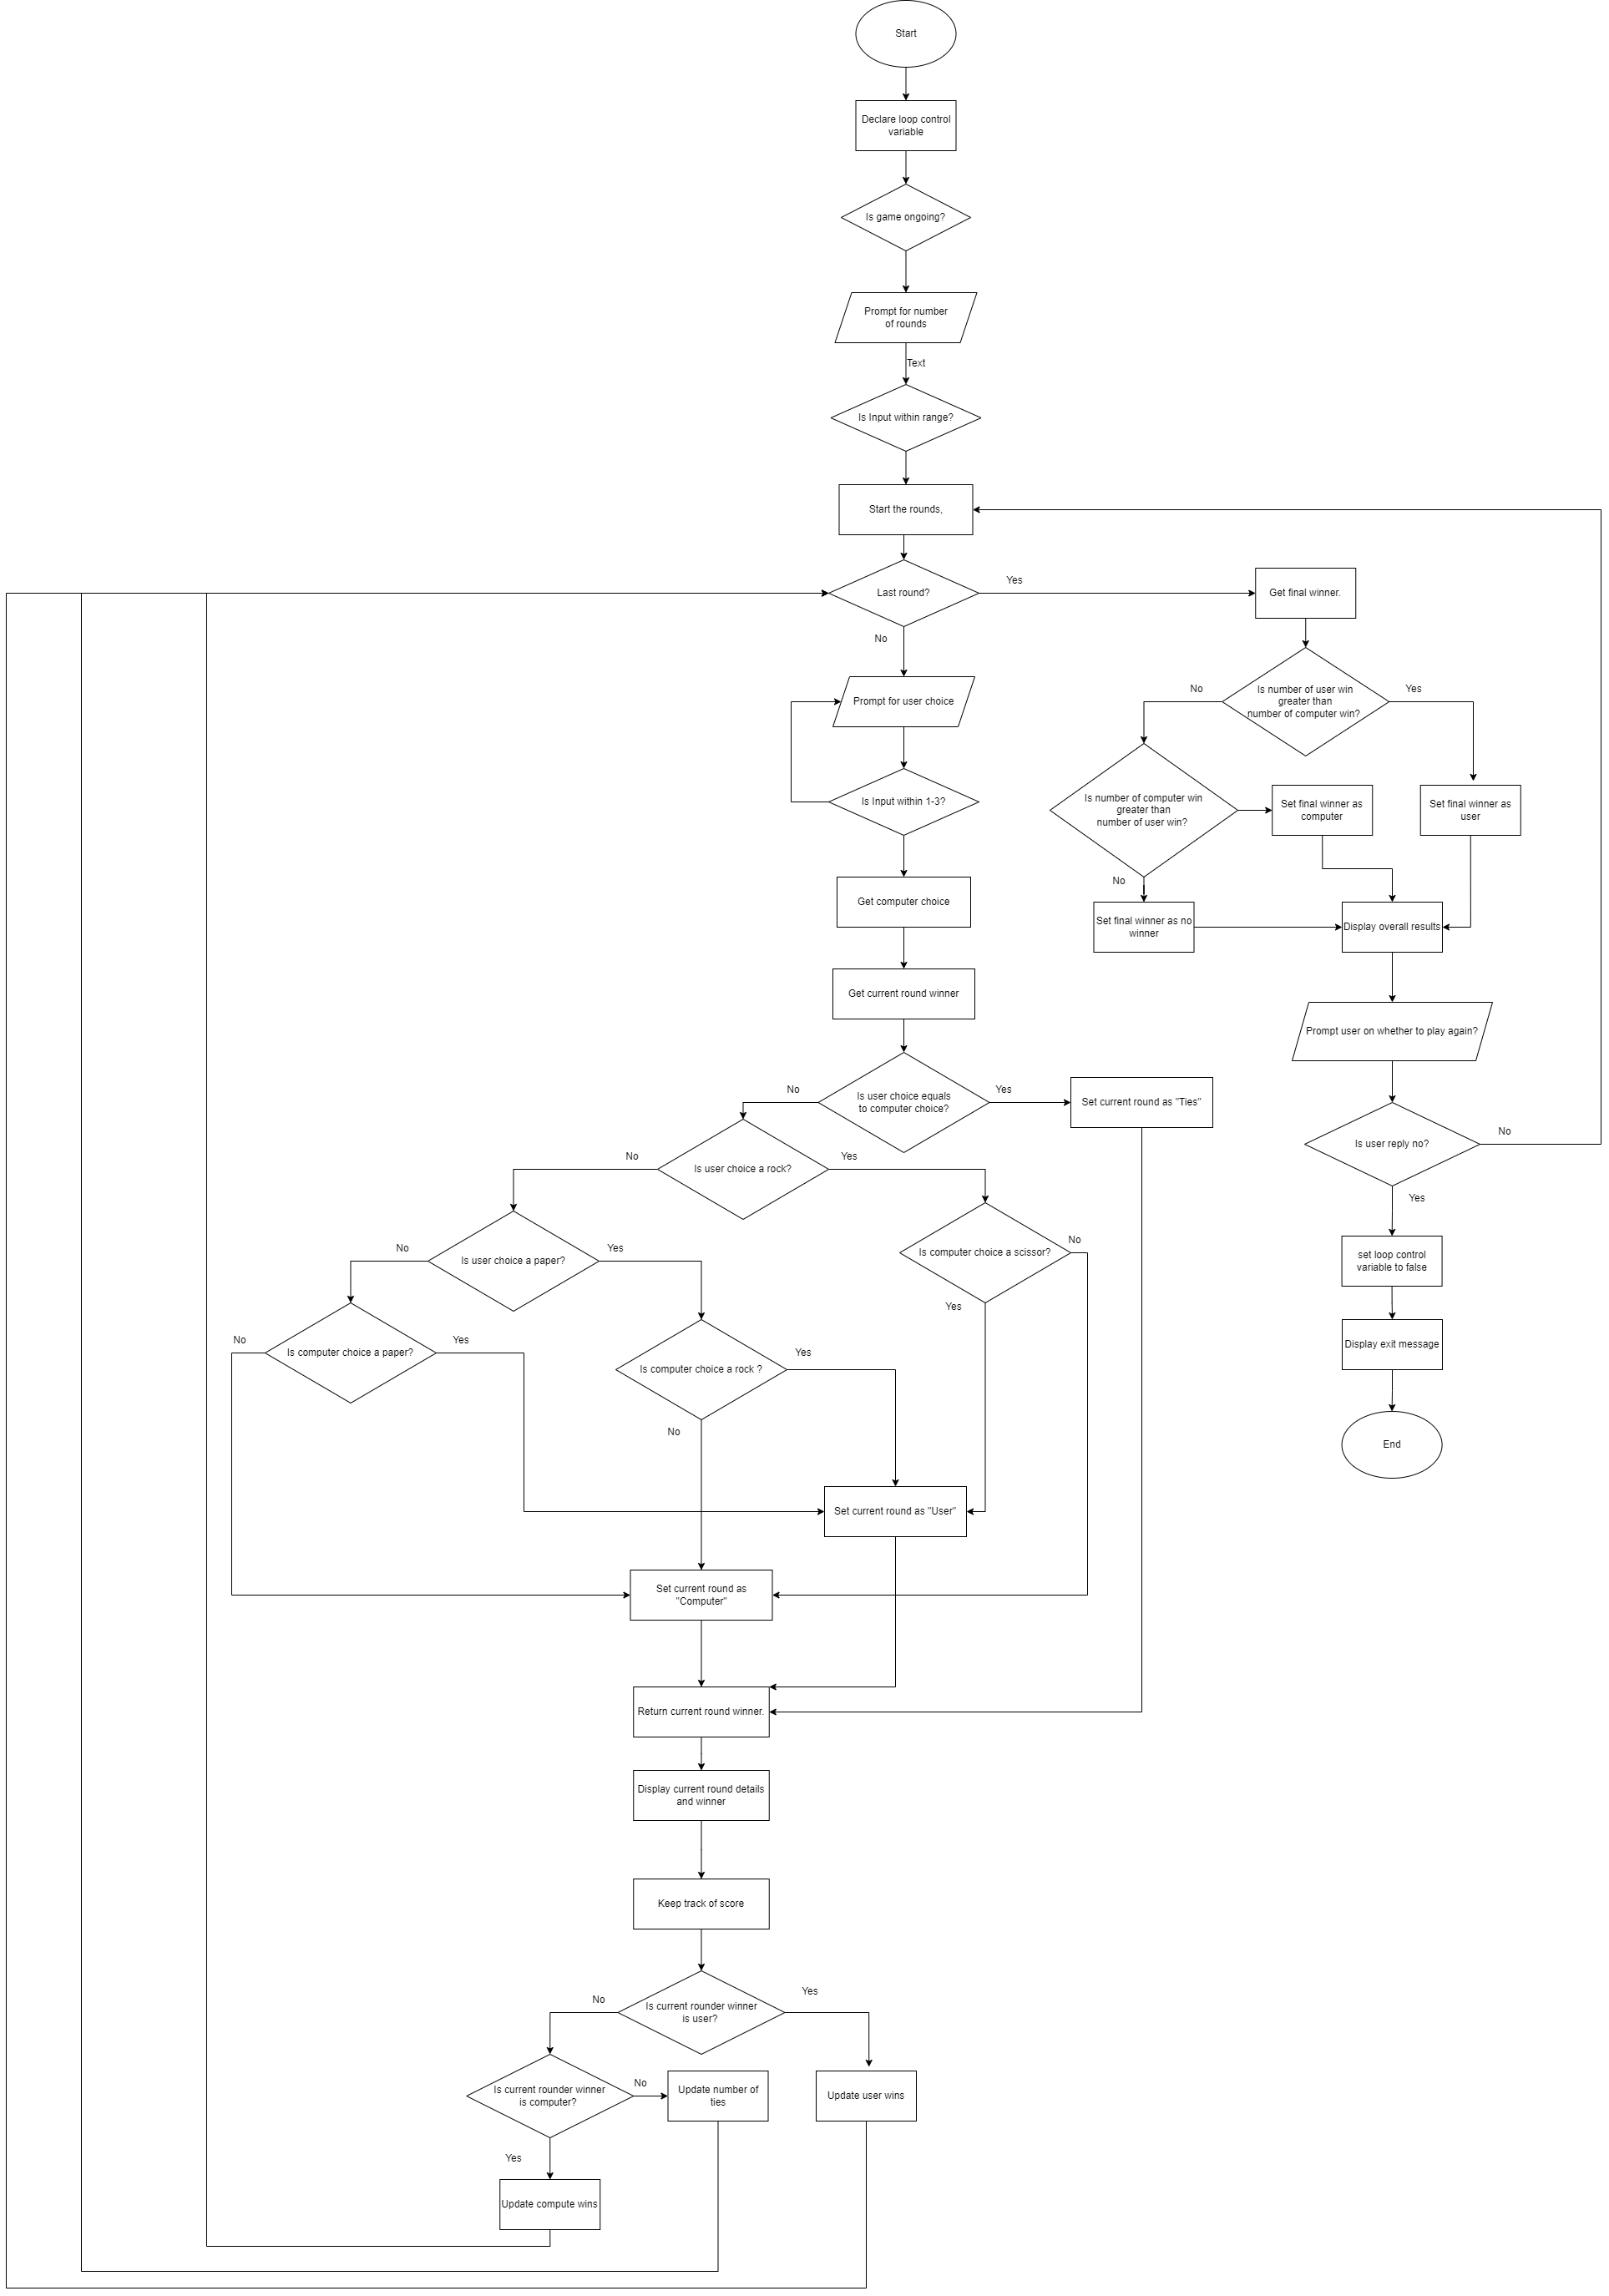 Start
Declare loop control
variable
Is game ongoing?
Prompt for number
of rounds
Text
Is Input within range?
Start the rounds,
Last round?
Yes
Get final winner.
No
Prompt for user choice
Is number of user win
greater than
number of computer win?
No
Yes
Is Input within 1-3?
Is number of computer win
greater than
number of user win?
Set final winner as
computer
Set final winner as
user
No
Get computer choice
Set final winner as no
winner
Display overall results
Get current round winner
Prompt user on whether to play again?
Is user choice equals
to computer choice?
No
Yes
Set current round as "Ties"
Is user reply no?
No
Yes
Is user choice a rock?
No
Yes
Is user choice a paper?
No
Yes
Is computer choice a scissor?
No
Yes
set loop control
variable to false
Is computer choice a paper?
No
Yes
Is computer choice a rock ?
Yes
No
Display exit message
End
Set current round as "User"
Set current round as
"Computer"
Return current round winner.
Display current round details
and winner
Keep track of score
Is current rounder winner
is user?
No
Yes
Is current rounder winner
is computer?
No
Update number of
ties
Update user wins
Yes
Update compute wins